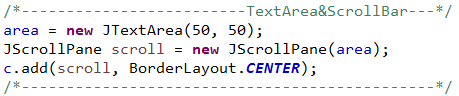 /*--------------------------TextArea&ScrollBar---*/
area = new JTextArea(50, 50);
JScrollPane scroll = new JScrollPane(area);
c.add(scroll, BorderLayout.CENTER);
/*-----------------------------------------------*/